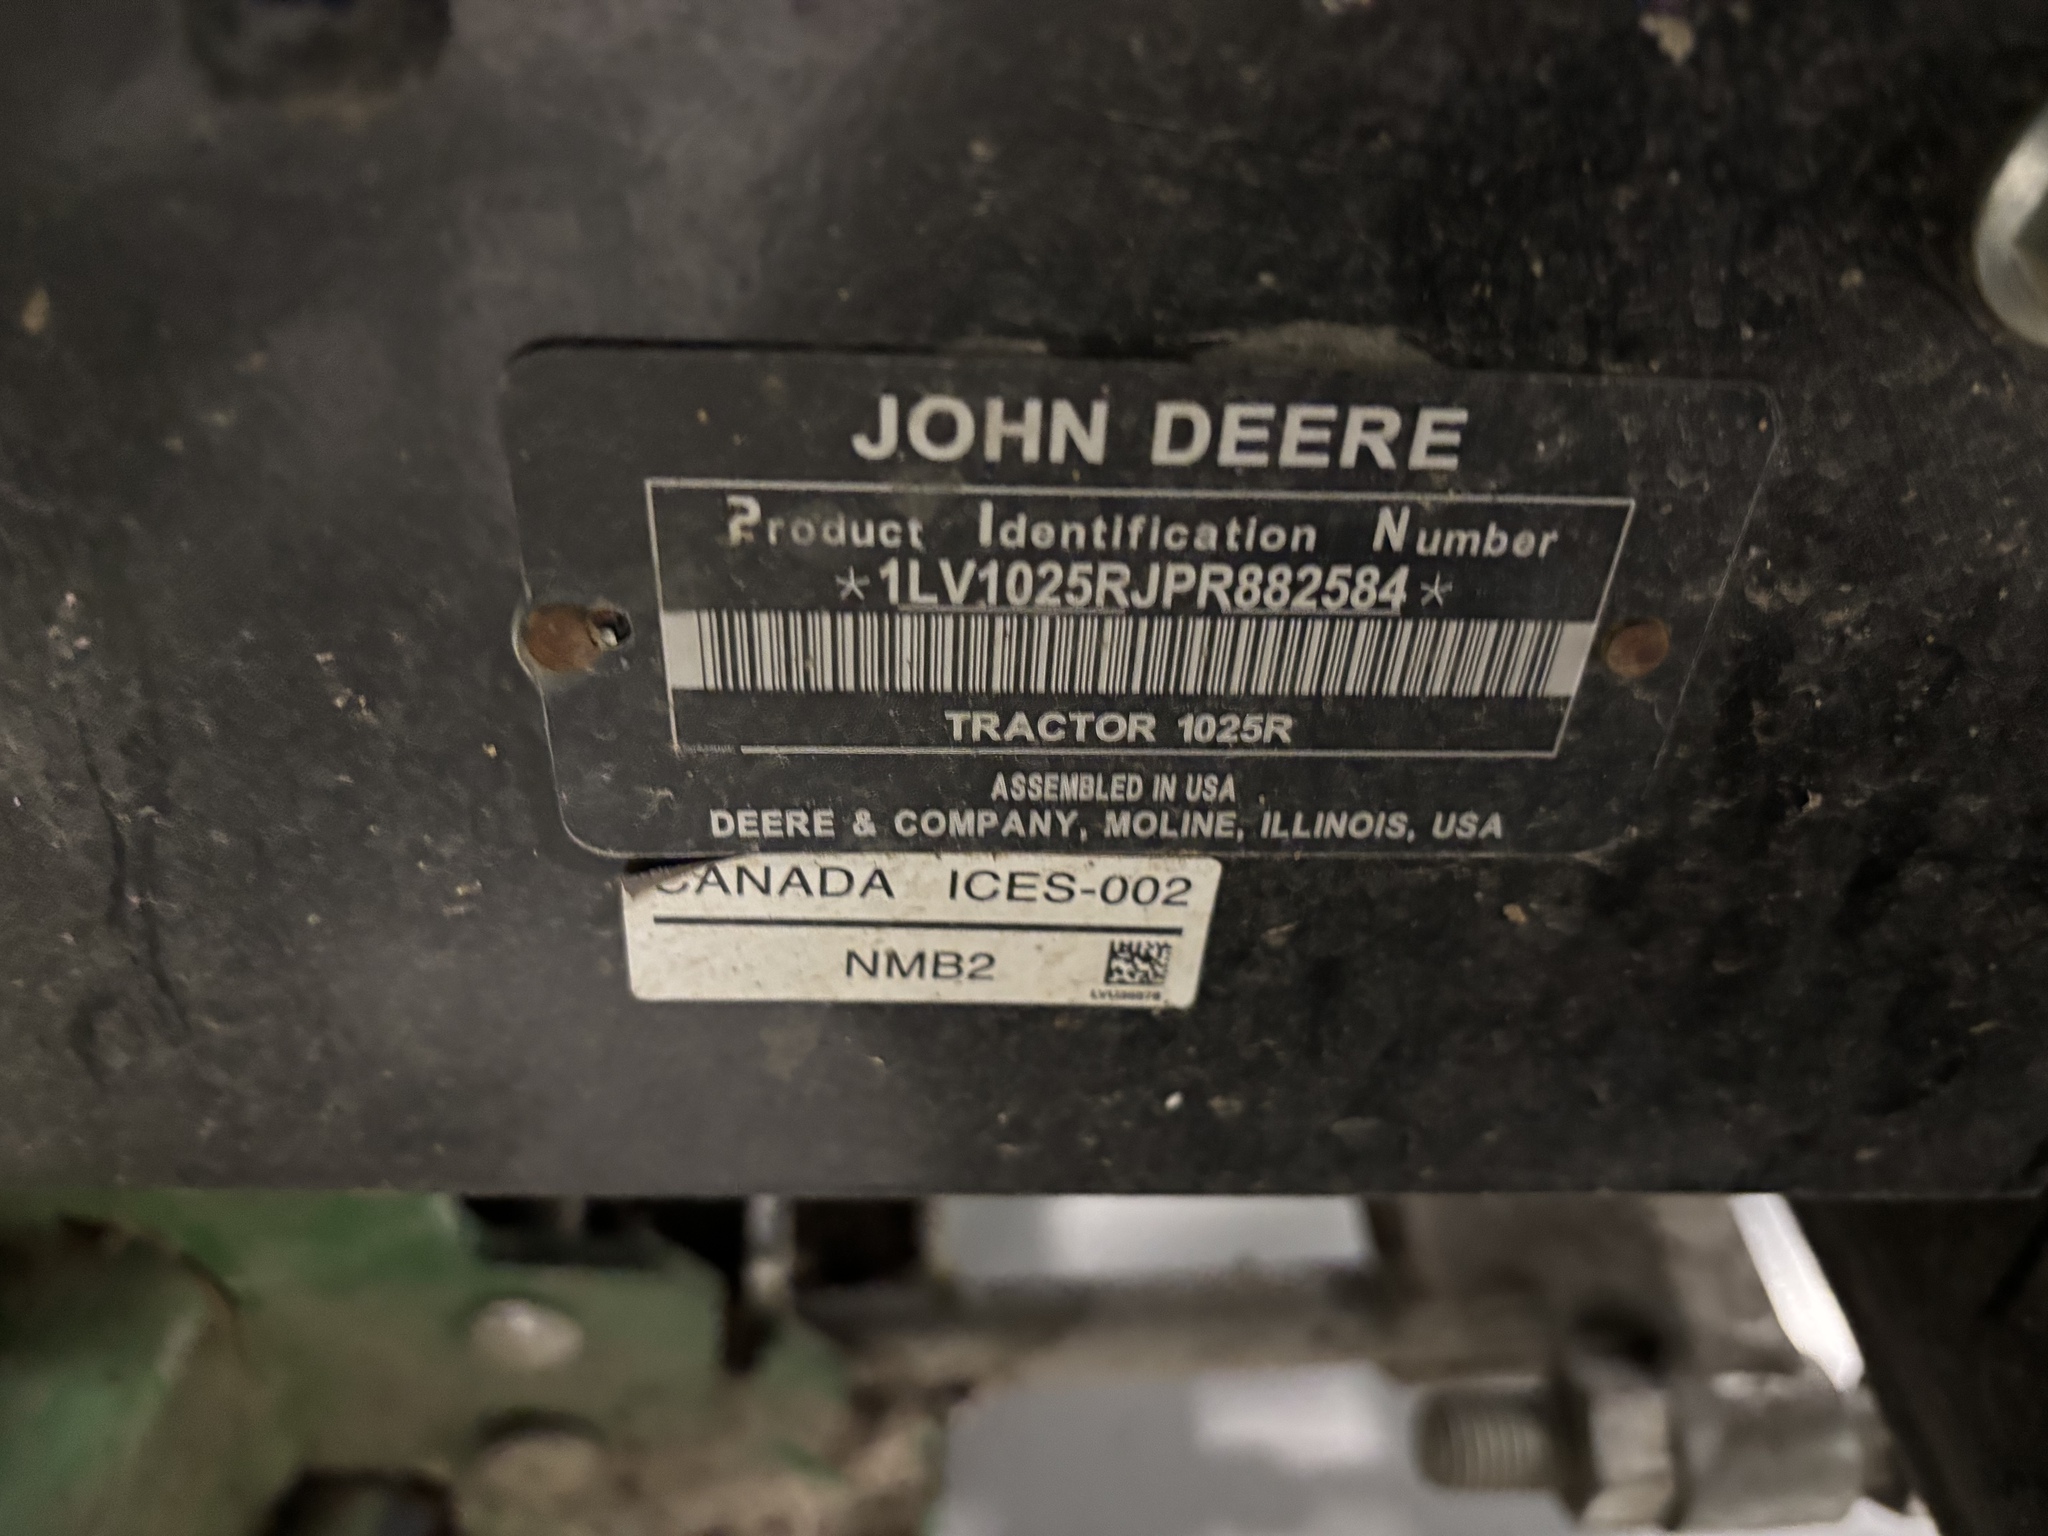 JOHN DEERE
Product Identification Number
*1LV1025RJPR882584*
TRACTOR 1025R
ASSEMBLED IN USA
DEERE & COMPANY, MOLINE, ILLINOIS, USA
CANADA ICES-002
NMB2